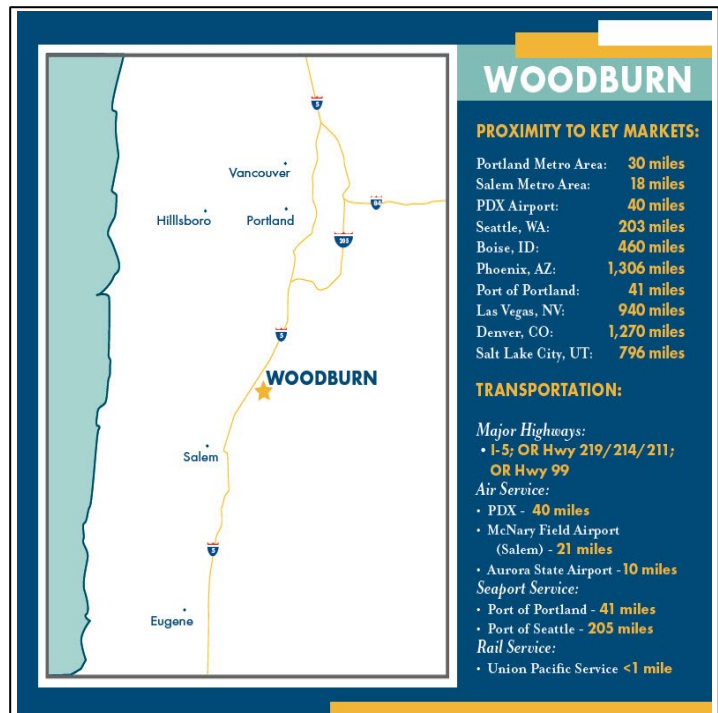 WOODBURN
PROXIMITY TO KEY MARKETS:
Portland Metro Area: 30 miles
Salem Metro Area: 18 miles
PDX Airport: 40 miles
Seattle, WA: 203 miles
Boise, ID: 460 miles
Phoenix, AZ: 1,306 miles
Port of Portland: 41 miles
Las Vegas, NV: 940 miles
Denver, CO: 1,270 miles
Salt Lake City, UT: 796 miles
TRANSPORTATION:
Major Highways:
• I-5; OR Hwy 219/214/211;
OR Hwy 99
Air Service:
• PDX - 40 miles
• McNary Field Airport
(Salem) - 21 miles
• Aurora State Airport - 10 miles
Seaport Service:
• Port of Portland - 41 miles
• Port of Seattle - 205 miles
Rail Service:
• Union Pacific Service <1 mile
5
Vancouver
Hilllsboro
Portland
84
205
5
WOODBURN
Salem
5
Eugene